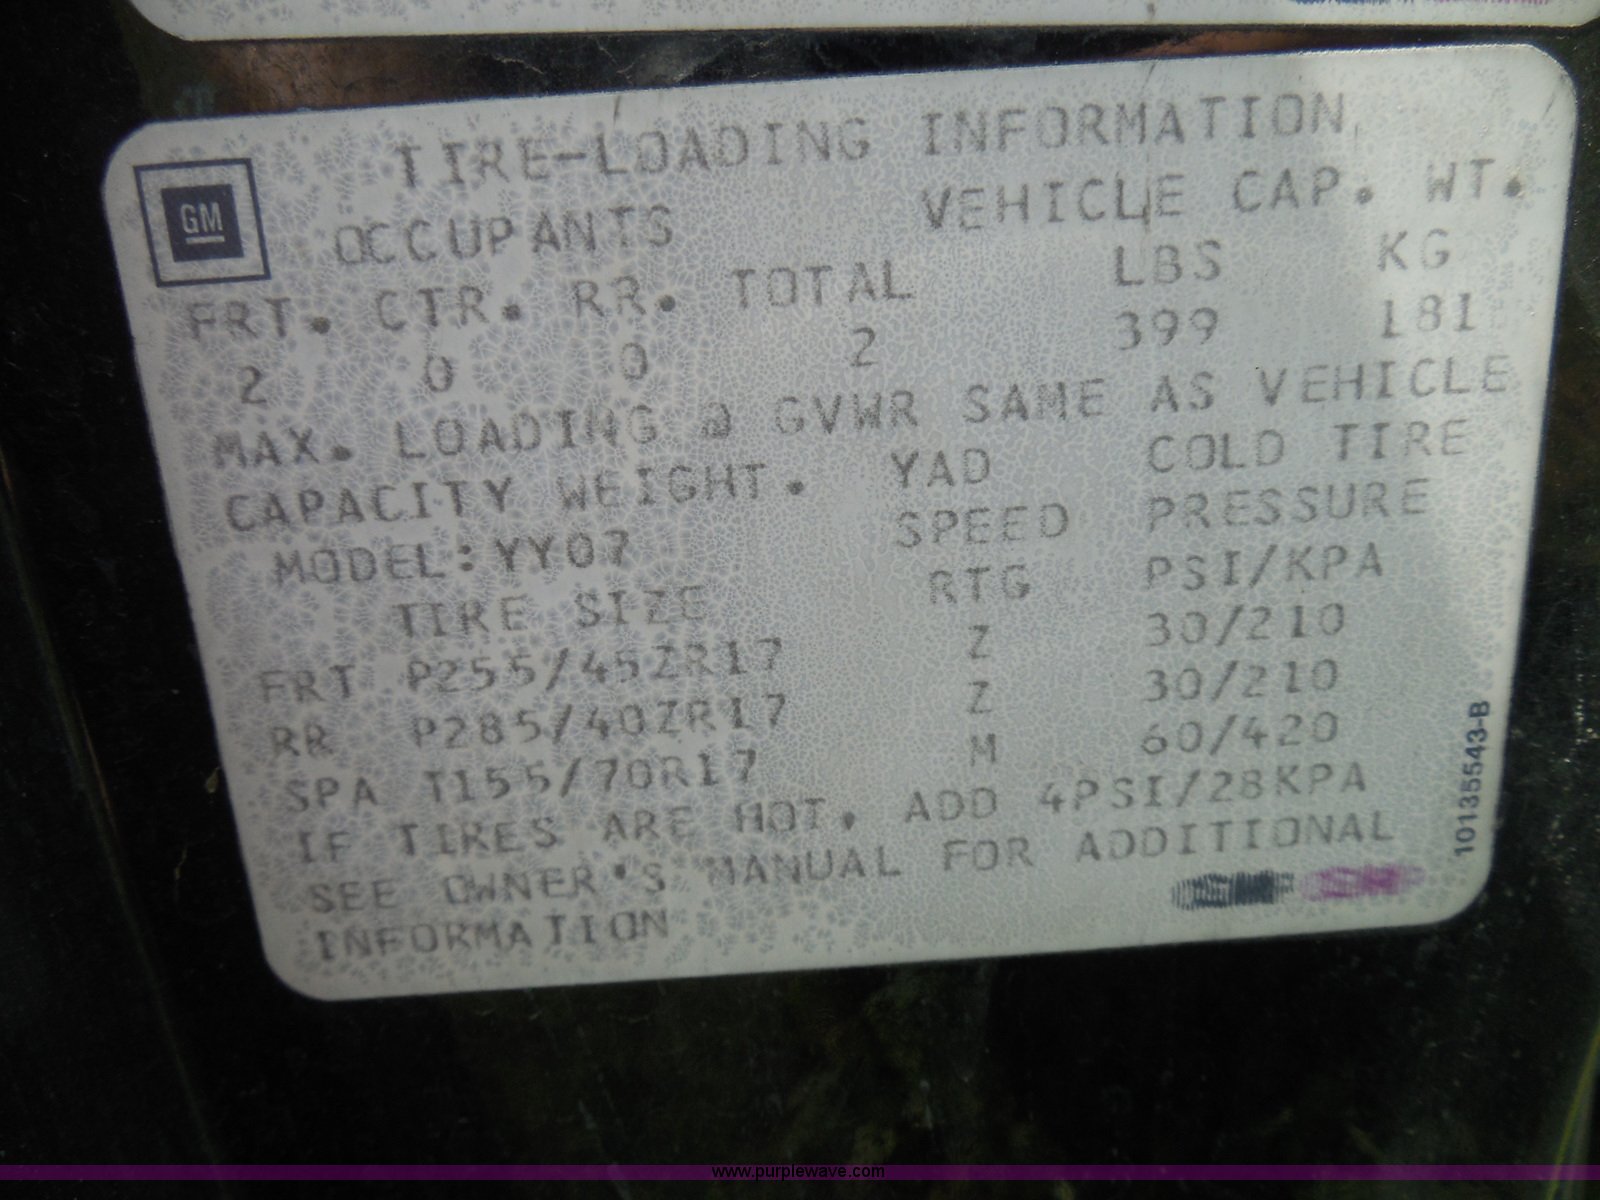 GM
TIRE-LOADING INFORMATION
OCCUPANTS VEHICLE CAP. WT.
FRT. CTR. RR. TOTAL LBS KG
2 0 0 2 399 181
MAX. LOADING @ GVWR SAME AS VEHICLE
CAPACITY WEIGHT. YAD COLD TIRE
MODEL:YY07 SPEED PRESSURE
TIRE SIZE RTG PSI/KPA
FRT P255/45ZR17 Z 30/210
RR P285/40ZR17 Z 30/210
SPA T155/70R17 M 60/420
IF TIRES ARE HOT, ADD 4PSI/28KPA
SEE OWNER'S MANUAL FOR ADDITIONAL
INFORMATION
10135543-B
www.purplewave.com